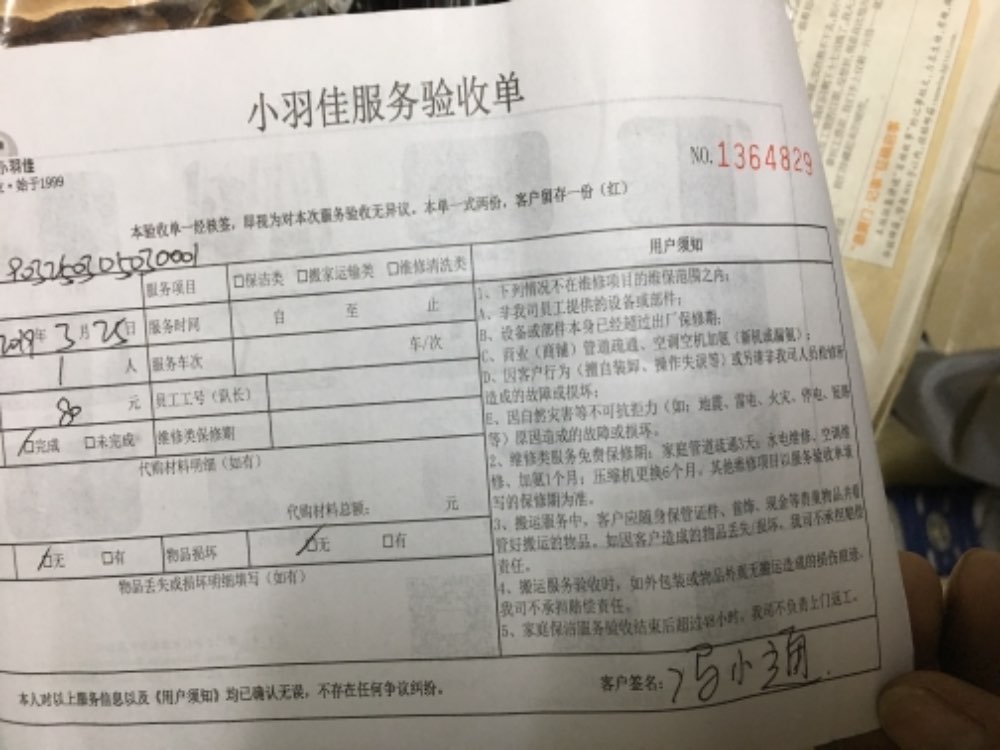 小羽佳服务验收单
小羽佳
始于1999
NO.1364829
本验收单一经核签，即视为对本次服务验收无异议。本单一式两份，客户留存一份（红）
903250305030001
服务项目 □保洁类 □搬家运输类 □维修清洗类
2019年3月25日 服务时间 自 至 止
1 人 服务车次 车/次
80 元 员工工号（队长）
□完成 □未完成 维修类保修期
代购材料明细（如有）
代购材料总额： 元
□无 □有 物品损坏 □无 □有
物品丢失或损坏明细填写（如有）
用户须知
1、下列情况不在维修项目的维保范围之内：
A、非我司员工提供的设备或部件；
B、设备或部件本身已经超过出厂保修期；
C、商业（商铺）管道疏通、空调空机加氨（新机或漏氨）；
D、因客户行为（擅自装卸、操作失误等）或另请非我司人员检修所
造成的故障或损坏；
E、因自然灾害等不可抗拒力（如：地震、雷电、火灾、停电、短路
等）原因造成的故障或损坏。
2、维修类服务免费保修期：家庭管道疏通3天；水电维修、空调维
修、加氨1个月；压缩机更换6个月。其他维修项目以服务验收单填
写的保修期为准。
3、搬运服务中，客户应随身保管证件、首饰、现金等贵重物品并看
管好搬运的物品。如因客户造成的物品丢失/损坏，我司不承担赔偿
责任。
4、搬运服务验收时，如外包装或物品外观无搬运造成的损伤痕迹，
我司不承担赔偿责任。
5、家庭保洁服务验收结束后超过48小时，我司不负责上门返工。
本人对以上服务信息以及《用户须知》均已确认无误，不存在任何争议纠纷。
客户签名：冯小